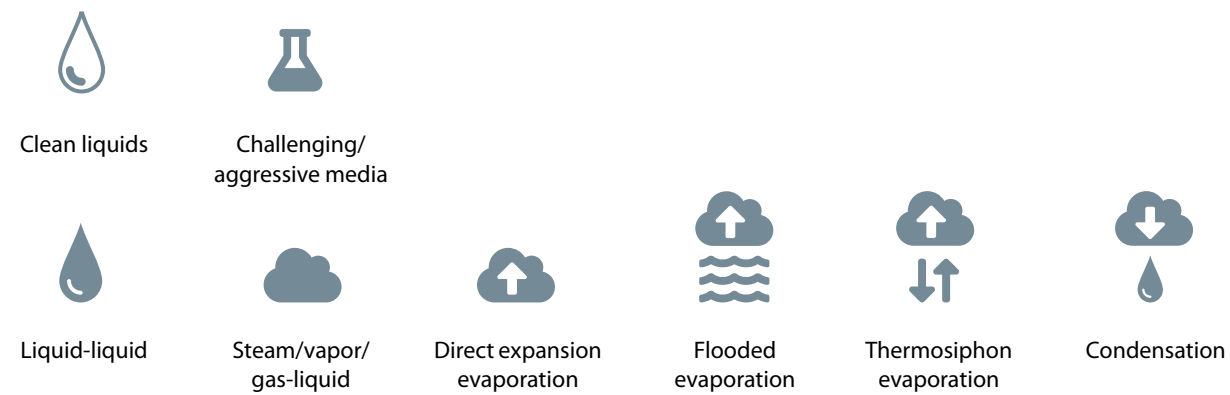 Clean liquids
Challenging/
aggressive media
Liquid-liquid
Steam/vapor/
gas-liquid
Direct expansion
evaporation
Flooded
evaporation
Thermosiphon
evaporation
Condensation